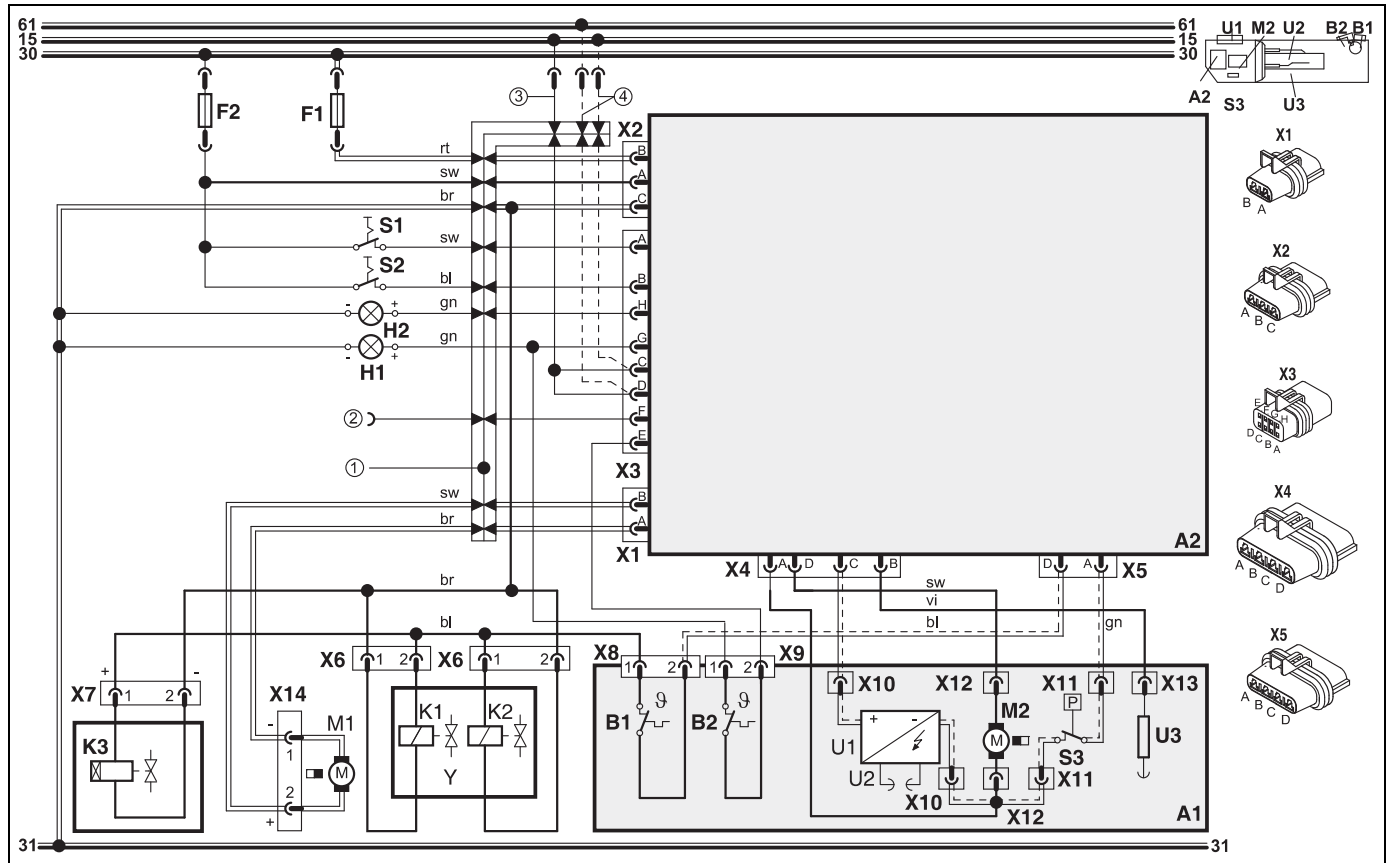 61 61
15 15
30 30
U1 M2 U2 B2 B1
A2 S3 U3
F2 F1 3 4
X2
rt B
sw A
br C
S1
sw A
S2
bl B
gn H
- + H2
gn G
- + H1
C
D
2 F
E
1 X3
sw B
br A
X1
A2
X4 A D C B D A X5
sw
vi
br
bl bl gn
X6 1 2 X6 1 2 X8 1 2 1 2 X9
+ -
X7 1 2 X14 X10 X12 X11 X13
K3 - 1 M1 K1 K2 B1 ϑ B2 ϑ + - M2 P
M U1 M S3 U3
Y U2 X11
2 + X10 X12 A1
31 31
X1
B A
X2
A B C
X3
E F G H
D C B A
X4
A B C D
X5
A B C D